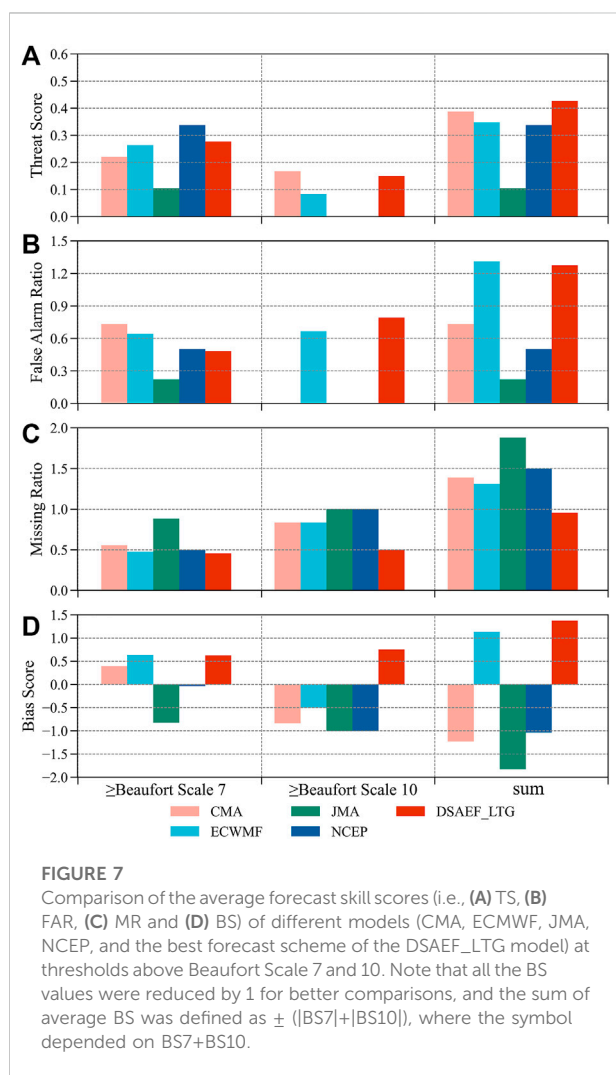 A
Threat Score
0.6
0.5
0.4
0.3
0.2
0.1
0.0
B
False Alarm Ratio
1.5
1.2
0.9
0.6
0.3
0.0
C
Missing Ratio
2.0
1.5
1.0
0.5
0.0
D
Bias Score
1.5
1.0
0.5
0.0
−0.5
−1.0
−1.5
−2.0
≥Beaufort Scale 7 ≥Beaufort Scale 10 sum
CMA JMA DSAEF_LTG
ECWMF NCEP
FIGURE 7
Comparison of the average forecast skill scores (i.e., (A) TS, (B)
FAR, (C) MR and (D) BS) of different models (CMA, ECMWF, JMA,
NCEP, and the best forecast scheme of the DSAEF_LTG model) at
thresholds above Beaufort Scale 7 and 10. Note that all the BS
values were reduced by 1 for better comparisons, and the sum of
average BS was defined as ± (|BS7|+|BS10|), where the symbol
depended on BS7+BS10.